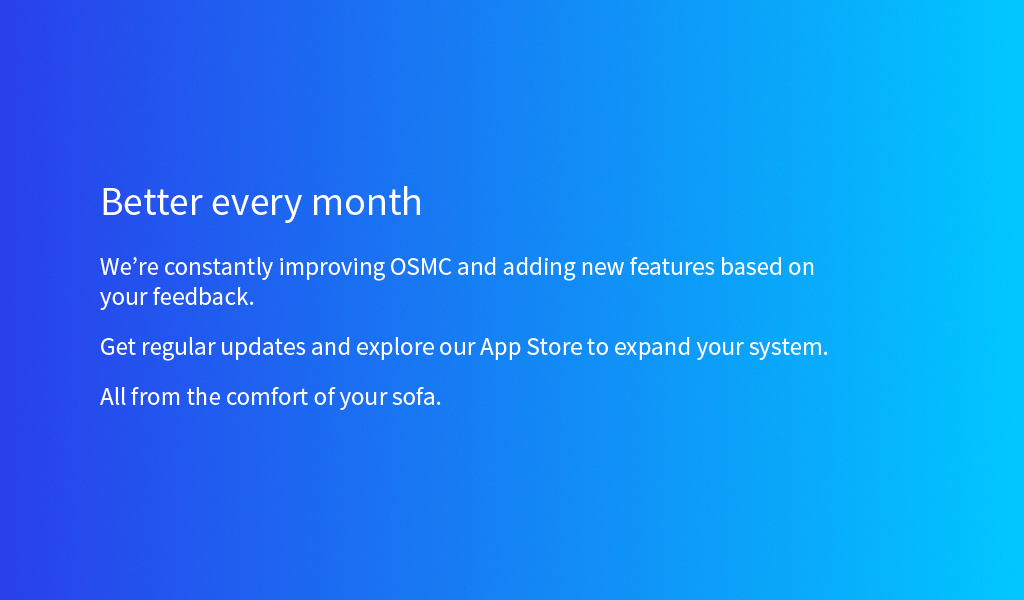 Better every month
We’re constantly improving OSMC and adding new features based on
your feedback.
Get regular updates and explore our App Store to expand your system.
All from the comfort of your sofa.